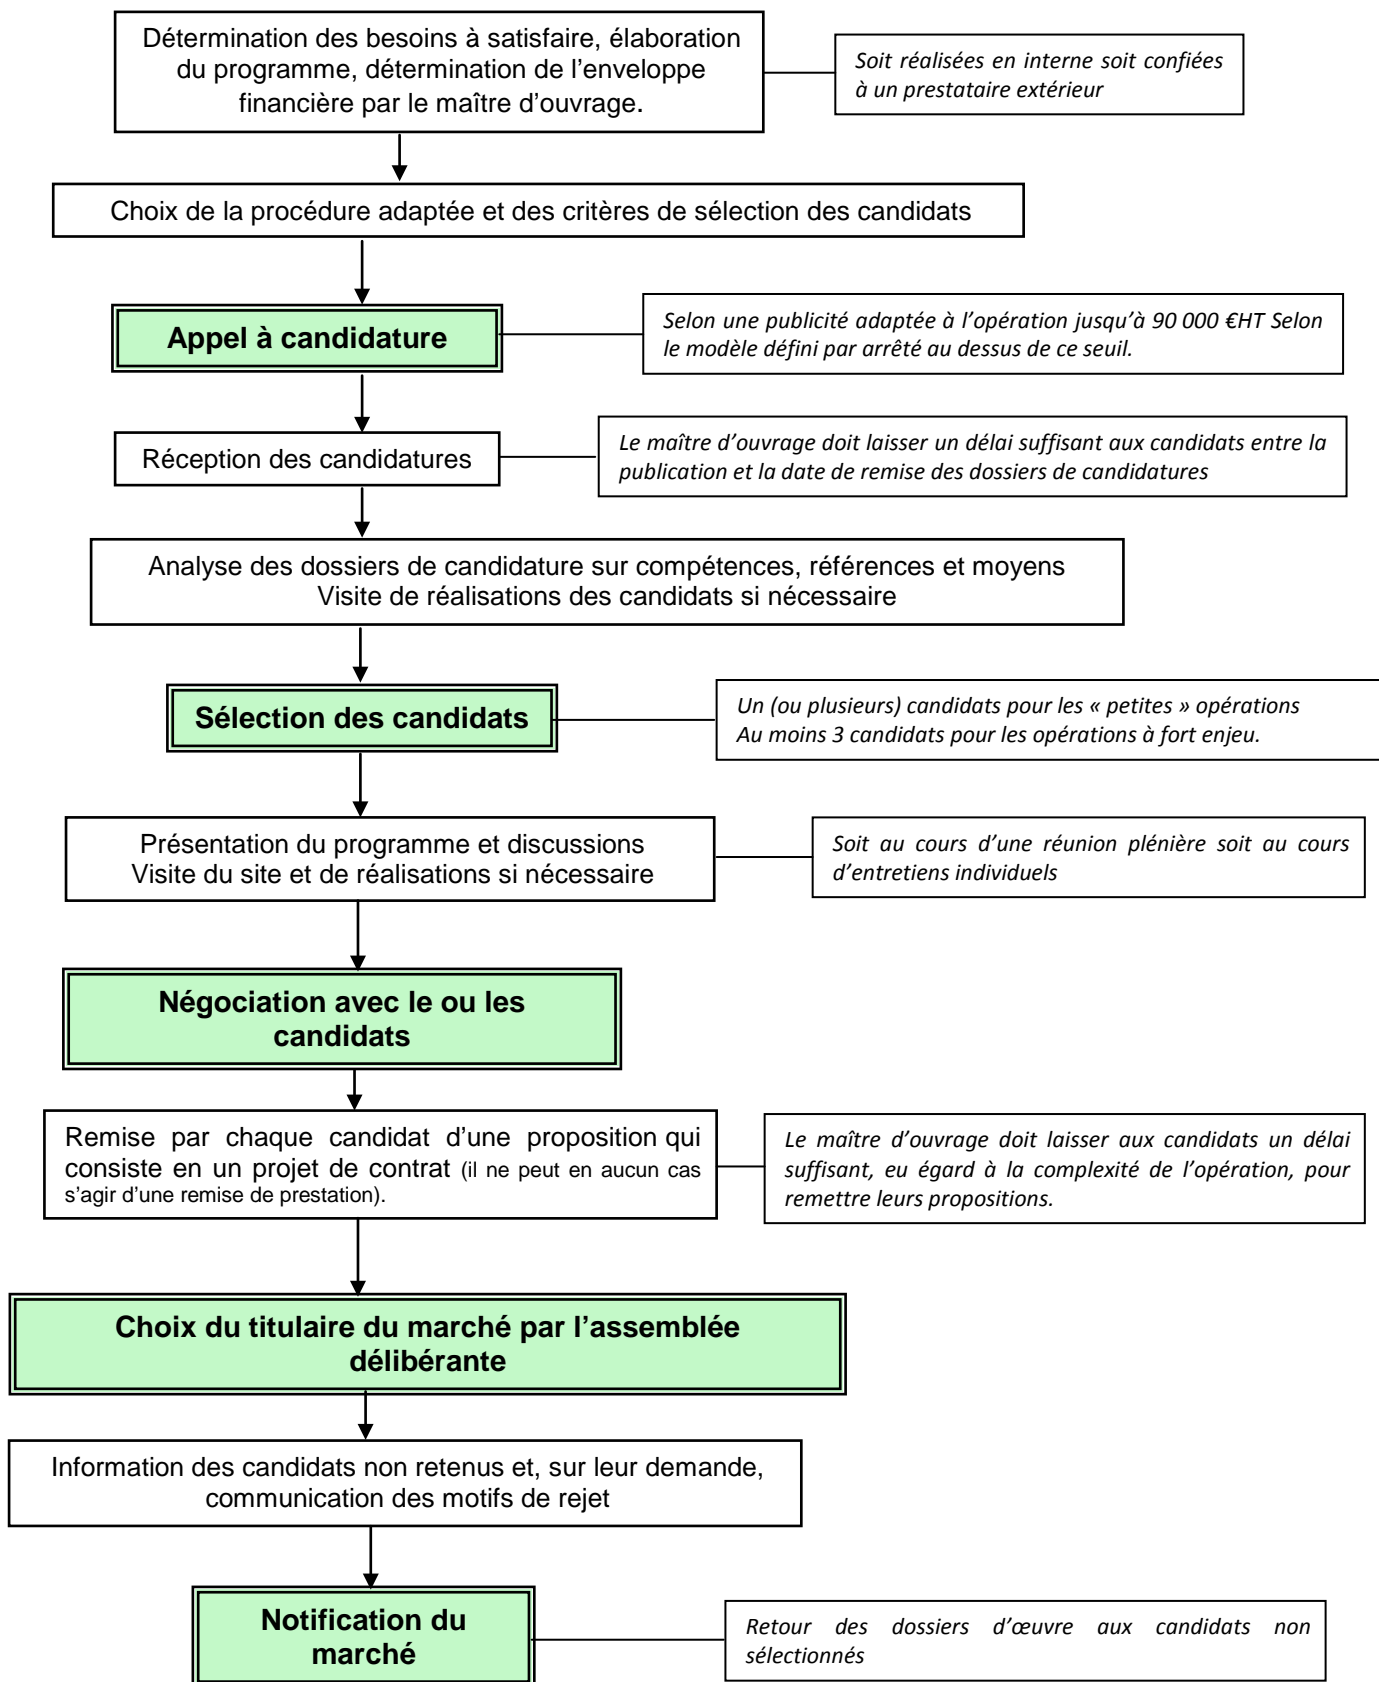 Détermination des besoins à satisfaire, élaboration
du programme, détermination de l’enveloppe
financière par le maître d’ouvrage.
Soit réalisées en interne soit confiées
à un prestataire extérieur
Choix de la procédure adaptée et des critères de sélection des candidats
Appel à candidature
Selon une publicité adaptée à l’opération jusqu’à 90 000 €HT Selon
le modèle défini par arrêté au dessus de ce seuil.
Réception des candidatures
Le maître d’ouvrage doit laisser un délai suffisant aux candidats entre la
publication et la date de remise des dossiers de candidatures
Analyse des dossiers de candidature sur compétences, références et moyens
Visite de réalisations des candidats si nécessaire
Sélection des candidats
Un (ou plusieurs) candidats pour les « petites » opérations
Au moins 3 candidats pour les opérations à fort enjeu.
Présentation du programme et discussions
Visite du site et de réalisations si nécessaire
Soit au cours d’une réunion plénière soit au cours
d’entretiens individuels
Négociation avec le ou les
candidats
Remise par chaque candidat d’une proposition qui
consiste en un projet de contrat (il ne peut en aucun cas
s’agir d’une remise de prestation).
Le maître d’ouvrage doit laisser aux candidats un délai
suffisant, eu égard à la complexité de l’opération, pour
remettre leurs propositions.
Choix du titulaire du marché par l’assemblée
délibérante
Information des candidats non retenus et, sur leur demande,
communication des motifs de rejet
Notification du
marché
Retour des dossiers d’œuvre aux candidats non
sélectionnés